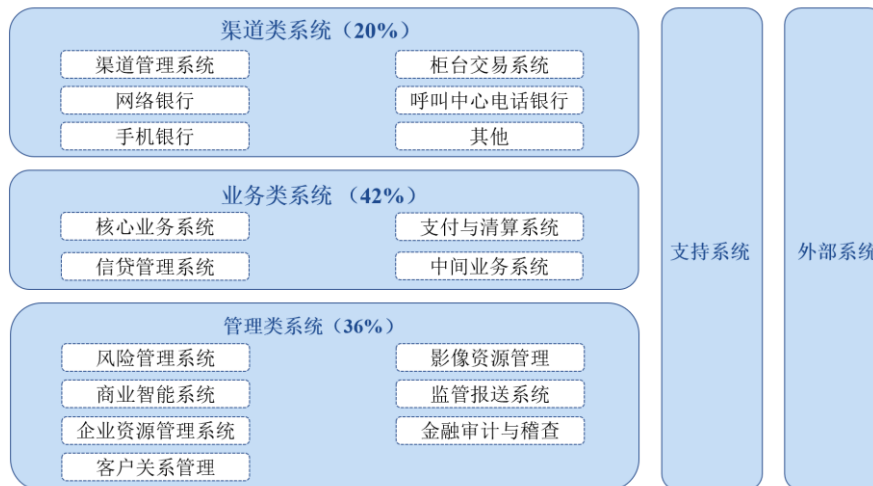 渠道类系统（20%）
渠道管理系统
柜台交易系统
网络银行
呼叫中心电话银行
手机银行
其他
业务类系统 （42%）
核心业务系统
支付与清算系统
信贷管理系统
中间业务系统
管理类系统（36%）
风险管理系统
影像资源管理
商业智能系统
监管报送系统
企业资源管理系统
金融审计与稽查
客户关系管理
支持系统
外部系统